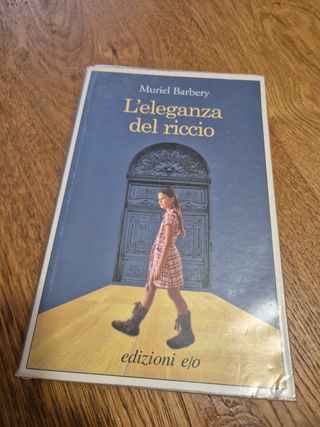 Muriel Barbery
L'eleganza
del riccio
edizioni e/o